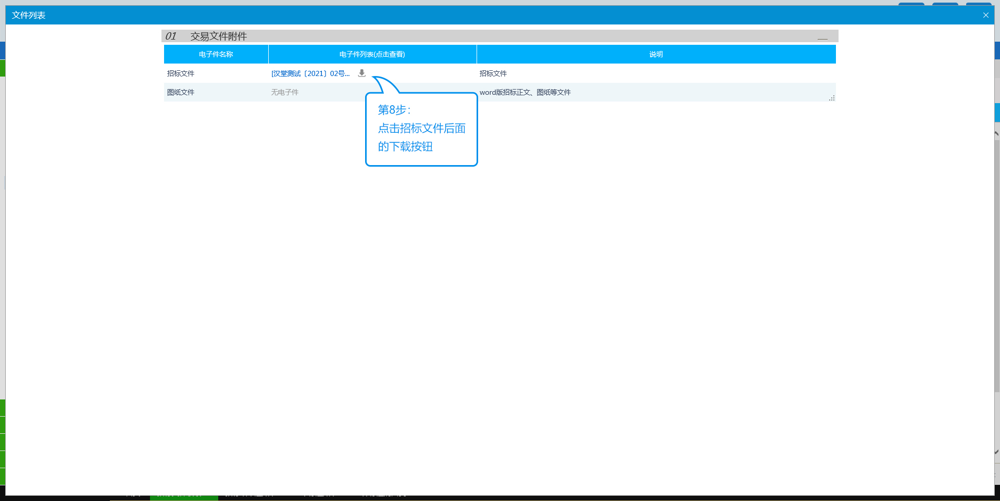 文件列表
01 交易文件附件
电子件名称 电子件列表(点击查看) 说明
招标文件 [汉堂测试〔2021〕02号... 招标文件
图纸文件 无电子件 word版招标正文、图纸等文件
第8步：
点击招标文件后面
的下载按钮